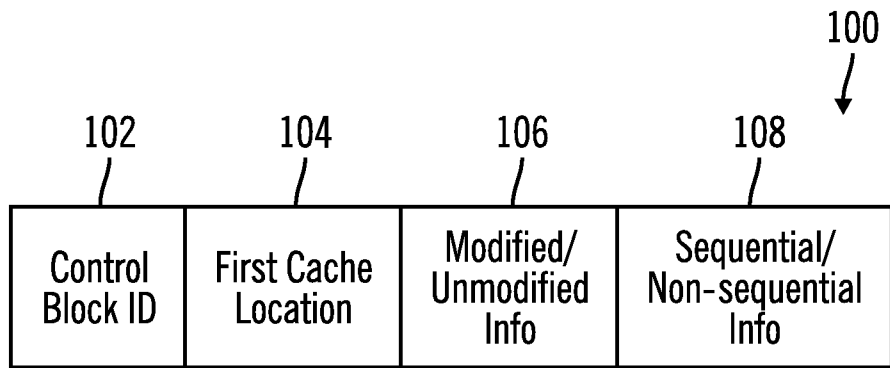 100
102 104 106 108
Control
Block ID
First Cache
Location
Modified/
Unmodified
Info
Sequential/
Non-sequential
Info